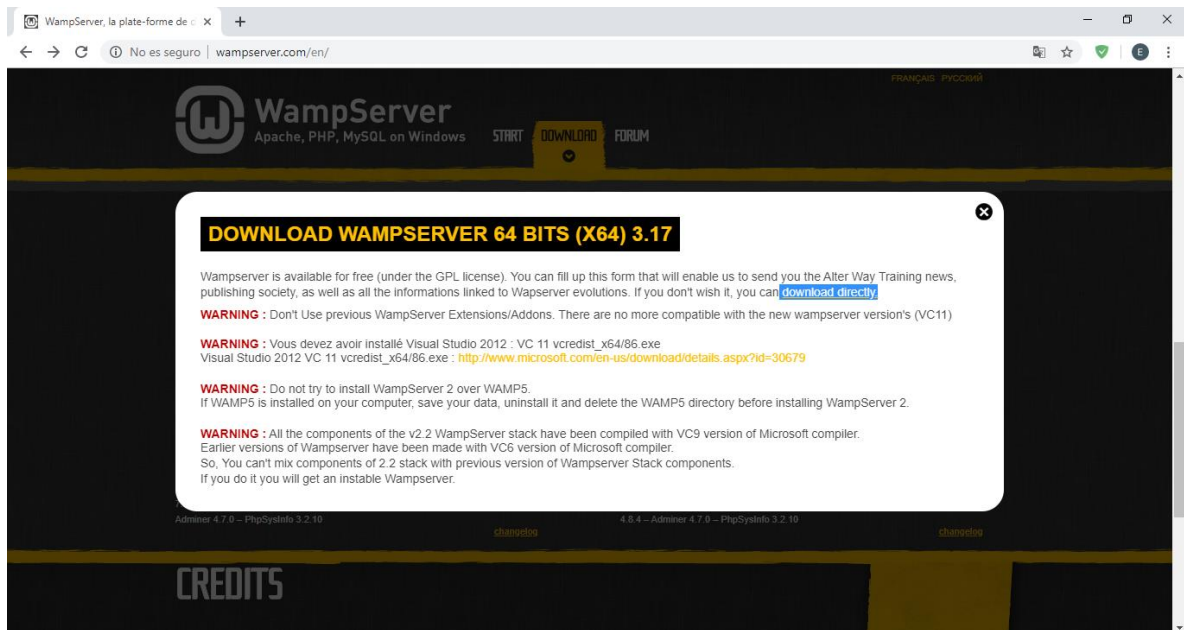 WampServer, la plate-forme de
No es seguro | wampserver.com/en/
E
FRANÇAIS РУССКИЙ
WampServer
Apache, PHP, MySQL on Windows
START DOWNLOAD FORUM
DOWNLOAD WAMPSERVER 64 BITS (X64) 3.17
Wampserver is available for free (under the GPL license). You can fill up this form that will enable us to send you the Alter Way Training news,
publishing society, as well as all the informations linked to Wapserver evolutions. If you don't wish it, you can download directly.
WARNING : Don't Use previous WampServer Extensions/Addons. There are no more compatible with the new wampserver version's (VC11)
WARNING : Vous devez avoir installé Visual Studio 2012 : VC 11 vcredist_x64/86.exe
Visual Studio 2012 VC 11 vcredist_x64/86.exe : http://www.microsoft.com/en-us/download/details.aspx?id=30679
WARNING : Do not try to install WampServer 2 over WAMP5.
If WAMP5 is installed on your computer, save your data, uninstall it and delete the WAMP5 directory before installing WampServer 2.
WARNING : All the components of the v2.2 WampServer stack have been compiled with VC9 version of Microsoft compiler.
Earlier versions of Wampserver have been made with VC6 version of Microsoft compiler.
So, You can't mix components of 2.2 stack with previous version of Wampserver Stack components.
If you do it you will get an instable Wampserver.
Adminer 4.7.0 – PhpSysInfo 3.2.10
4.8.4 – Adminer 4.7.0 – PhpSysInfo 3.2.10
changelog
changelog
CREDITS